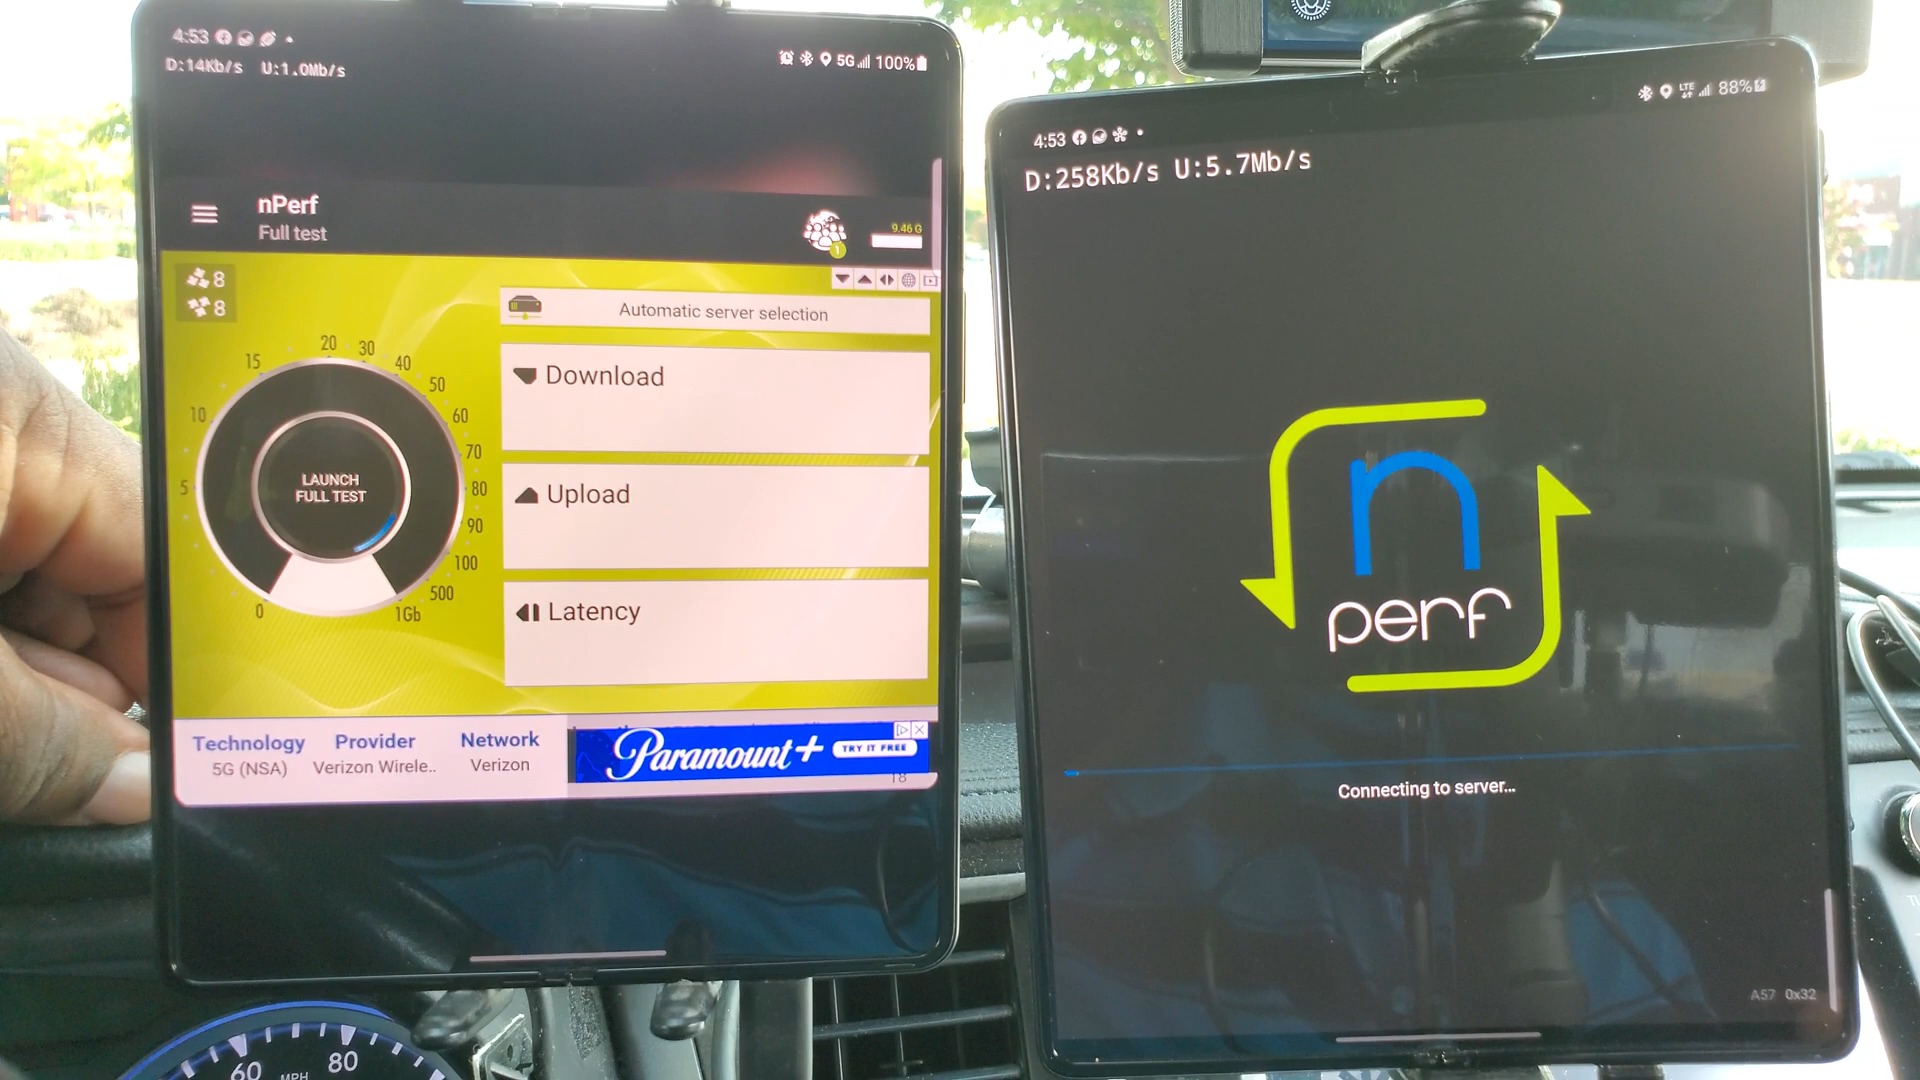 4:53
D:14Kb/s U:1.0Mb/s
5G 100%
nPerf
Full test
9.46 G
1
8
8
Automatic server selection
Download
Upload
Latency
0
5
10
15
20
30
40
50
60
70
80
90
100
500
1Gb
LAUNCH
FULL TEST
Technology
5G (NSA)
Provider
Verizon Wirele..
Network
Verizon
Paramount+
TRY IT FREE
18
4:53
LTE 88%
D:258Kb/s U:5.7Mb/s
n
perf
Connecting to server...
A57 0x32
60
MPH
80